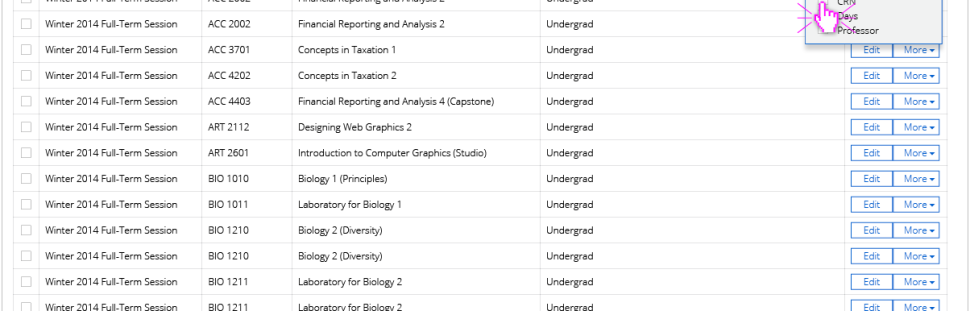 CRN
Winter 2014 Full-Term Session ACC 2002 Financial Reporting and Analysis 2 Undergrad
Days
Professor
Winter 2014 Full-Term Session ACC 3701 Concepts in Taxation 1 Undergrad Edit More
Winter 2014 Full-Term Session ACC 4202 Concepts in Taxation 2 Undergrad Edit More
Winter 2014 Full-Term Session ACC 4403 Financial Reporting and Analysis 4 (Capstone) Undergrad Edit More
Winter 2014 Full-Term Session ART 2112 Designing Web Graphics 2 Undergrad Edit More
Winter 2014 Full-Term Session ART 2601 Introduction to Computer Graphics (Studio) Undergrad Edit More
Winter 2014 Full-Term Session BIO 1010 Biology 1 (Principles) Undergrad Edit More
Winter 2014 Full-Term Session BIO 1011 Laboratory for Biology 1 Undergrad Edit More
Winter 2014 Full-Term Session BIO 1210 Biology 2 (Diversity) Undergrad Edit More
Winter 2014 Full-Term Session BIO 1210 Biology 2 (Diversity) Undergrad Edit More
Winter 2014 Full-Term Session BIO 1211 Laboratory for Biology 2 Undergrad Edit More
Winter 2014 Full-Term Session BIO 1211 Laboratory for Biology 2 Undergrad Edit More